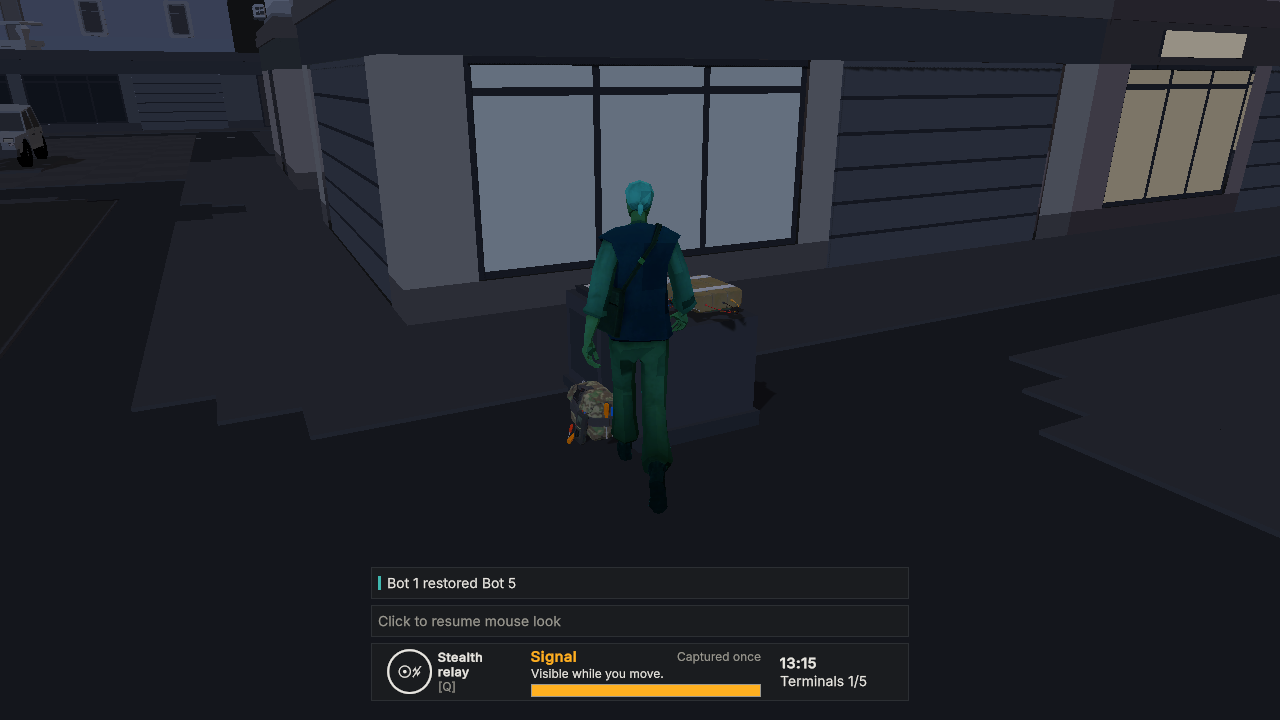 Bot 1 restored Bot 5
Click to resume mouse look
Stealth relay
[Q]
Signal
Captured once
Visible while you move.
13:15
Terminals 1/5